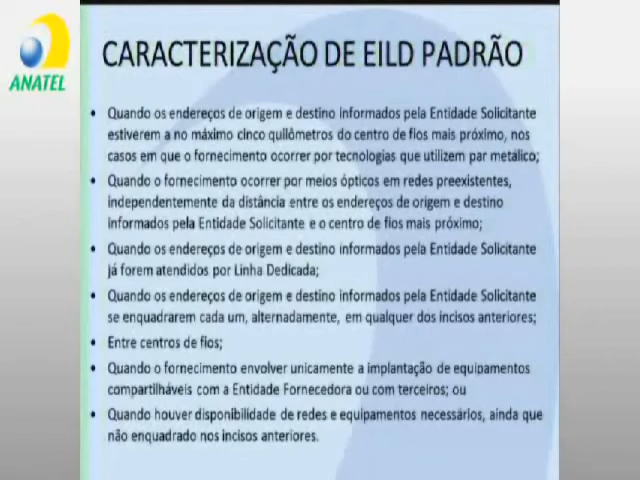 ANATEL
CARACTERIZAÇÃO DE EILD PADRÃO
• Quando os endereços de origem e destino informados pela Entidade Solicitante
estiverem a no máximo cinco quilômetros do centro de fios mais próximo, nos
casos em que o fornecimento ocorrer por tecnologias que utilizem par metálico;
• Quando o fornecimento ocorrer por meios ópticos em redes preexistentes,
independentemente da distância entre os endereços de origem e destino
informados pela Entidade Solicitante e o centro de fios mais próximo;
• Quando os endereços de origem e destino informados pela Entidade Solicitante
já forem atendidos por Linha Dedicada;
• Quando os endereços de origem e destino informados pela Entidade Solicitante
se enquadrarem cada um, alternadamente, em qualquer dos incisos anteriores;
• Entre centros de fios;
• Quando o fornecimento envolver unicamente a implantação de equipamentos
compartilháveis com a Entidade Fornecedora ou com terceiros; ou
• Quando houver disponibilidade de redes e equipamentos necessários, ainda que
não enquadrado nos incisos anteriores.